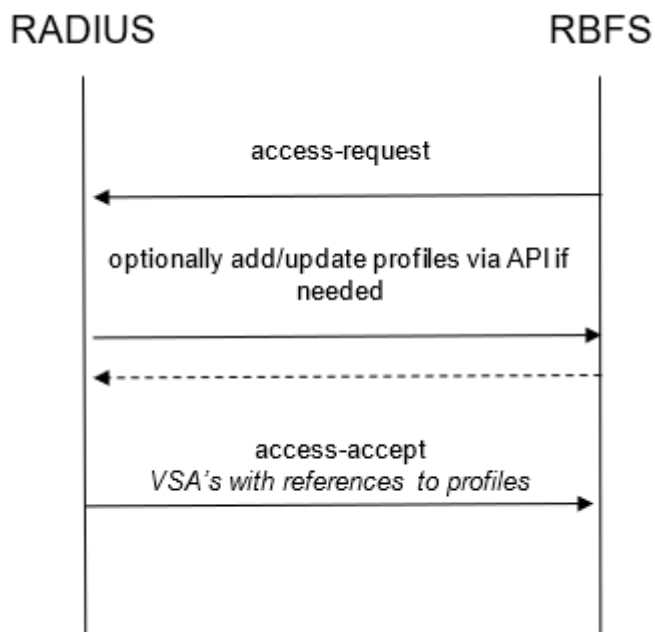 RADIUS RBFS
access-request
optionally add/update profiles via API if
needed
access-accept
VSA's with references to profiles